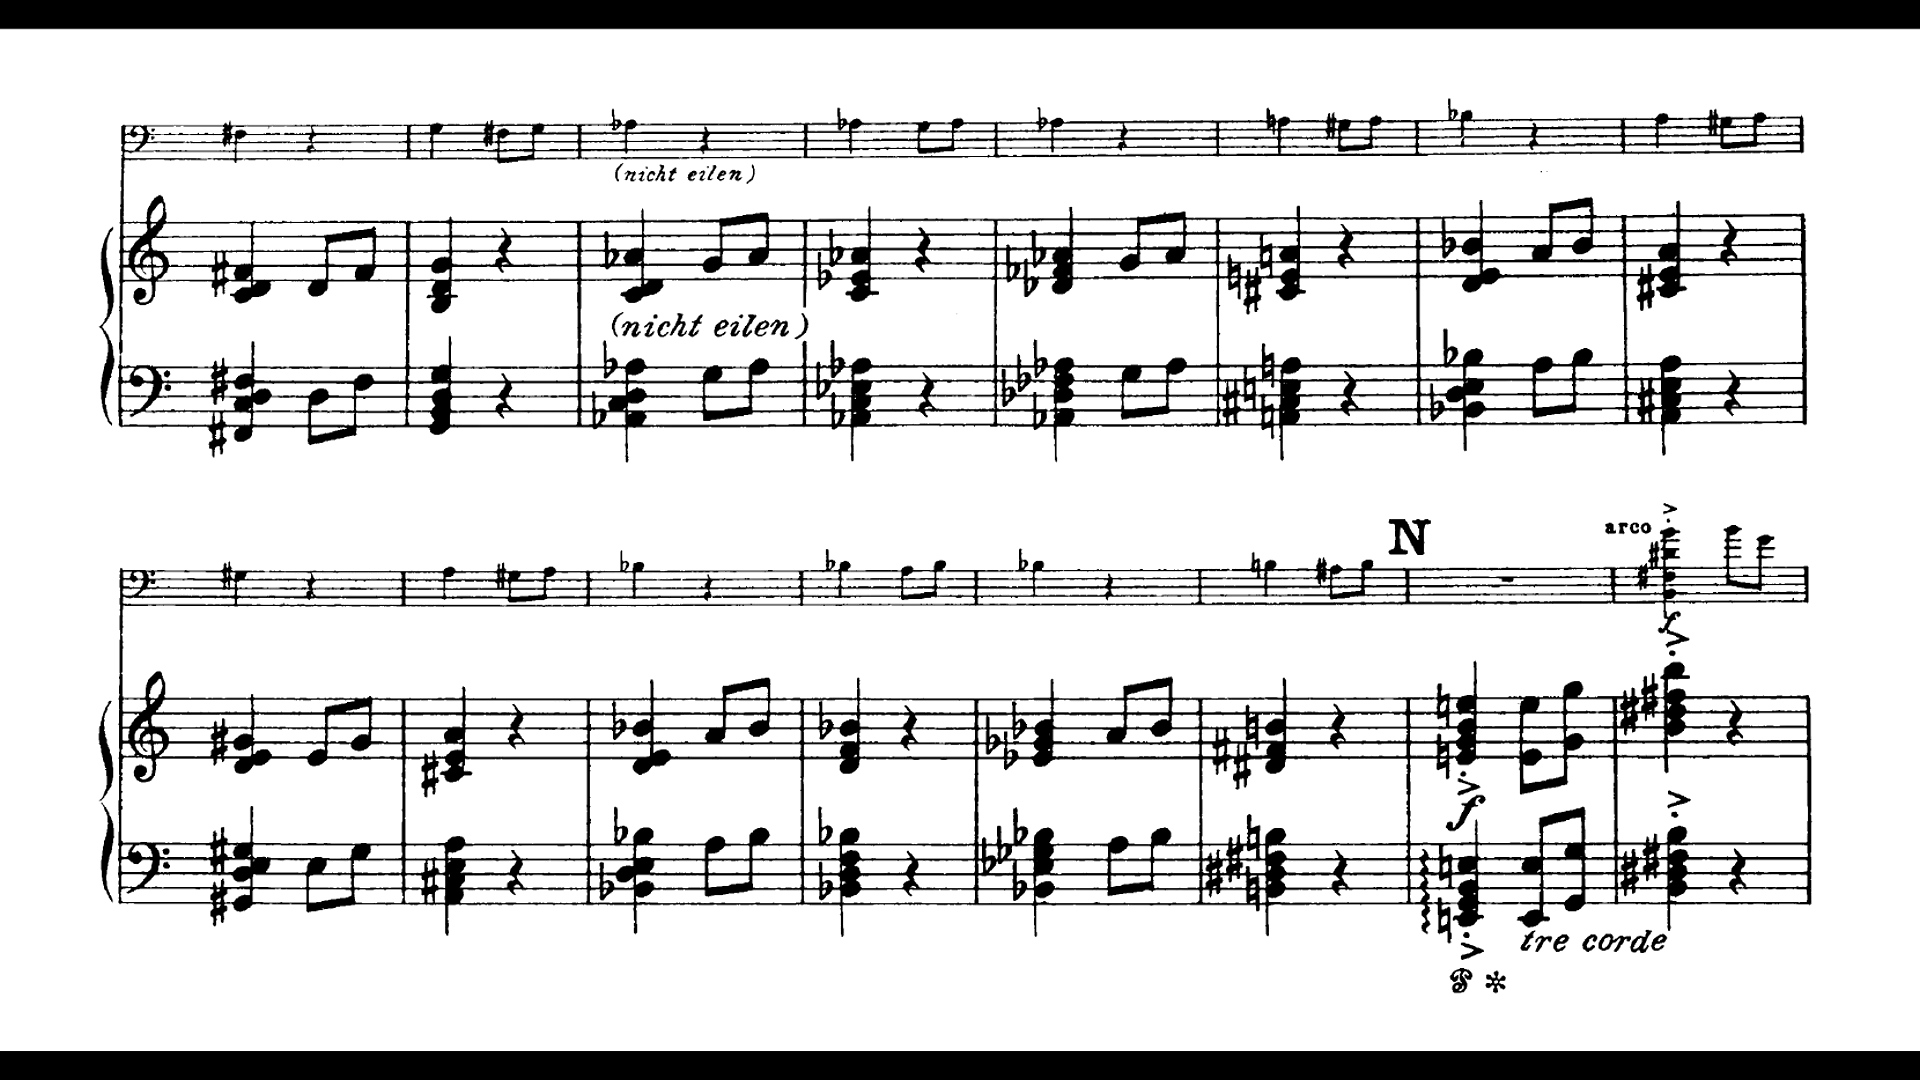 (nicht eilen)
(nicht eilen)
N
arco
f
f
tre corde